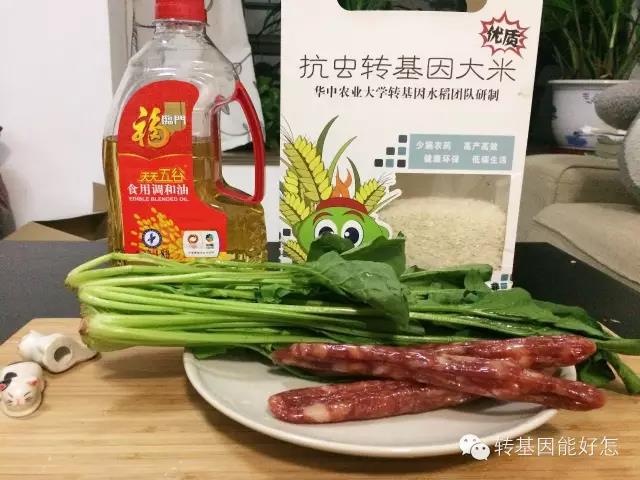 福
臨門
天天五谷
食用调和油
EDIBLE BLENDED OIL
优质
抗虫转基因大米
华中农业大学转基因水稻团队研制
少施农药 高产高效
健康环保 低碳生活
转基因能好怎